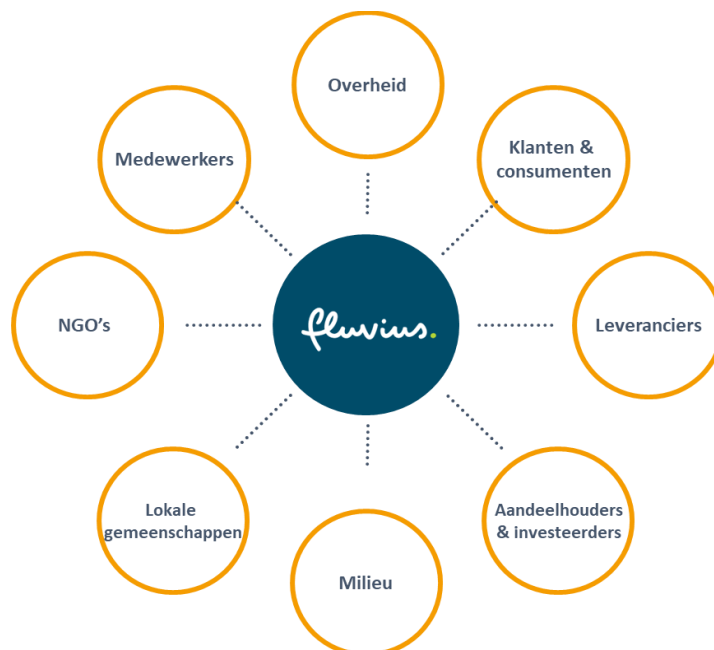 Overheid
Medewerkers
Klanten &
consumenten
NGO’s
fluvius.
Leveranciers
Lokale
gemeenschappen
Aandeelhouders
& investeerders
Milieu